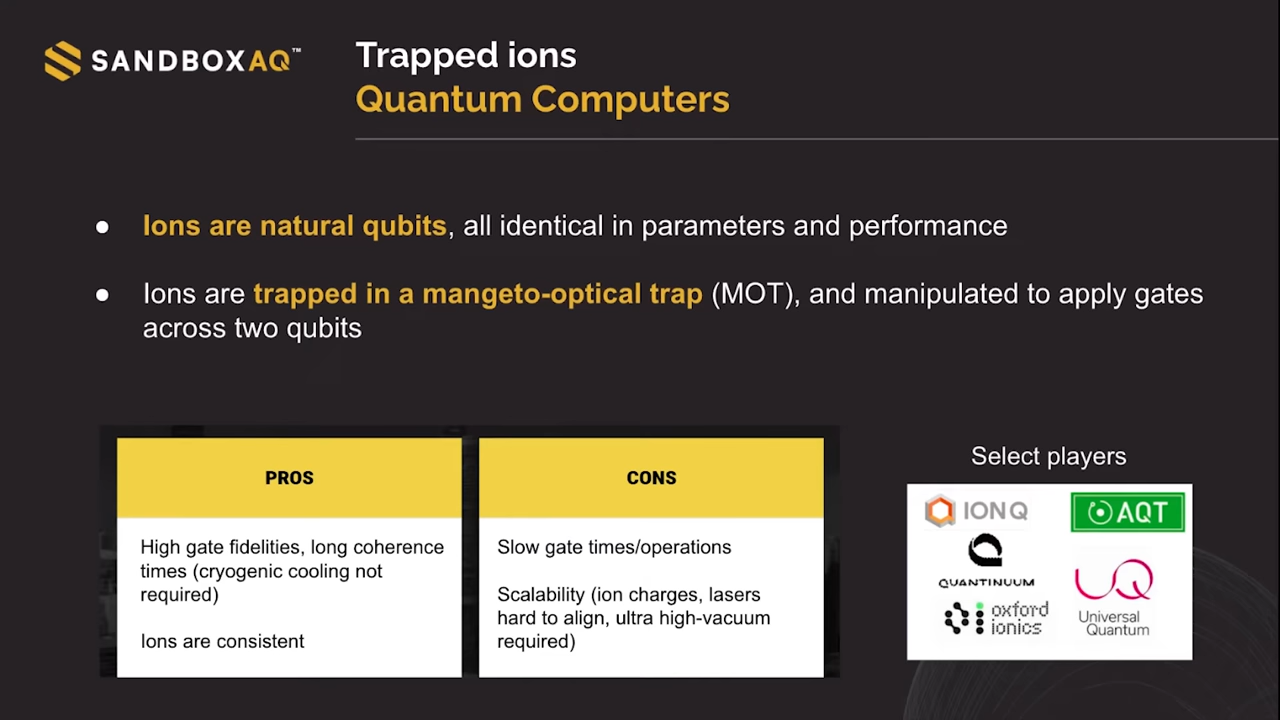 SANDBOXAQ™
Trapped ions
Quantum Computers
● Ions are natural qubits, all identical in parameters and performance
● Ions are trapped in a mangeto-optical trap (MOT), and manipulated to apply gates
across two qubits
PROS
High gate fidelities, long coherence
times (cryogenic cooling not
required)
Ions are consistent
CONS
Slow gate times/operations
Scalability (ion charges, lasers
hard to align, ultra high-vacuum
required)
Select players
IONQ
AQT
QUANTINUUM
UQ
Universal
Quantum
oxford
ionics